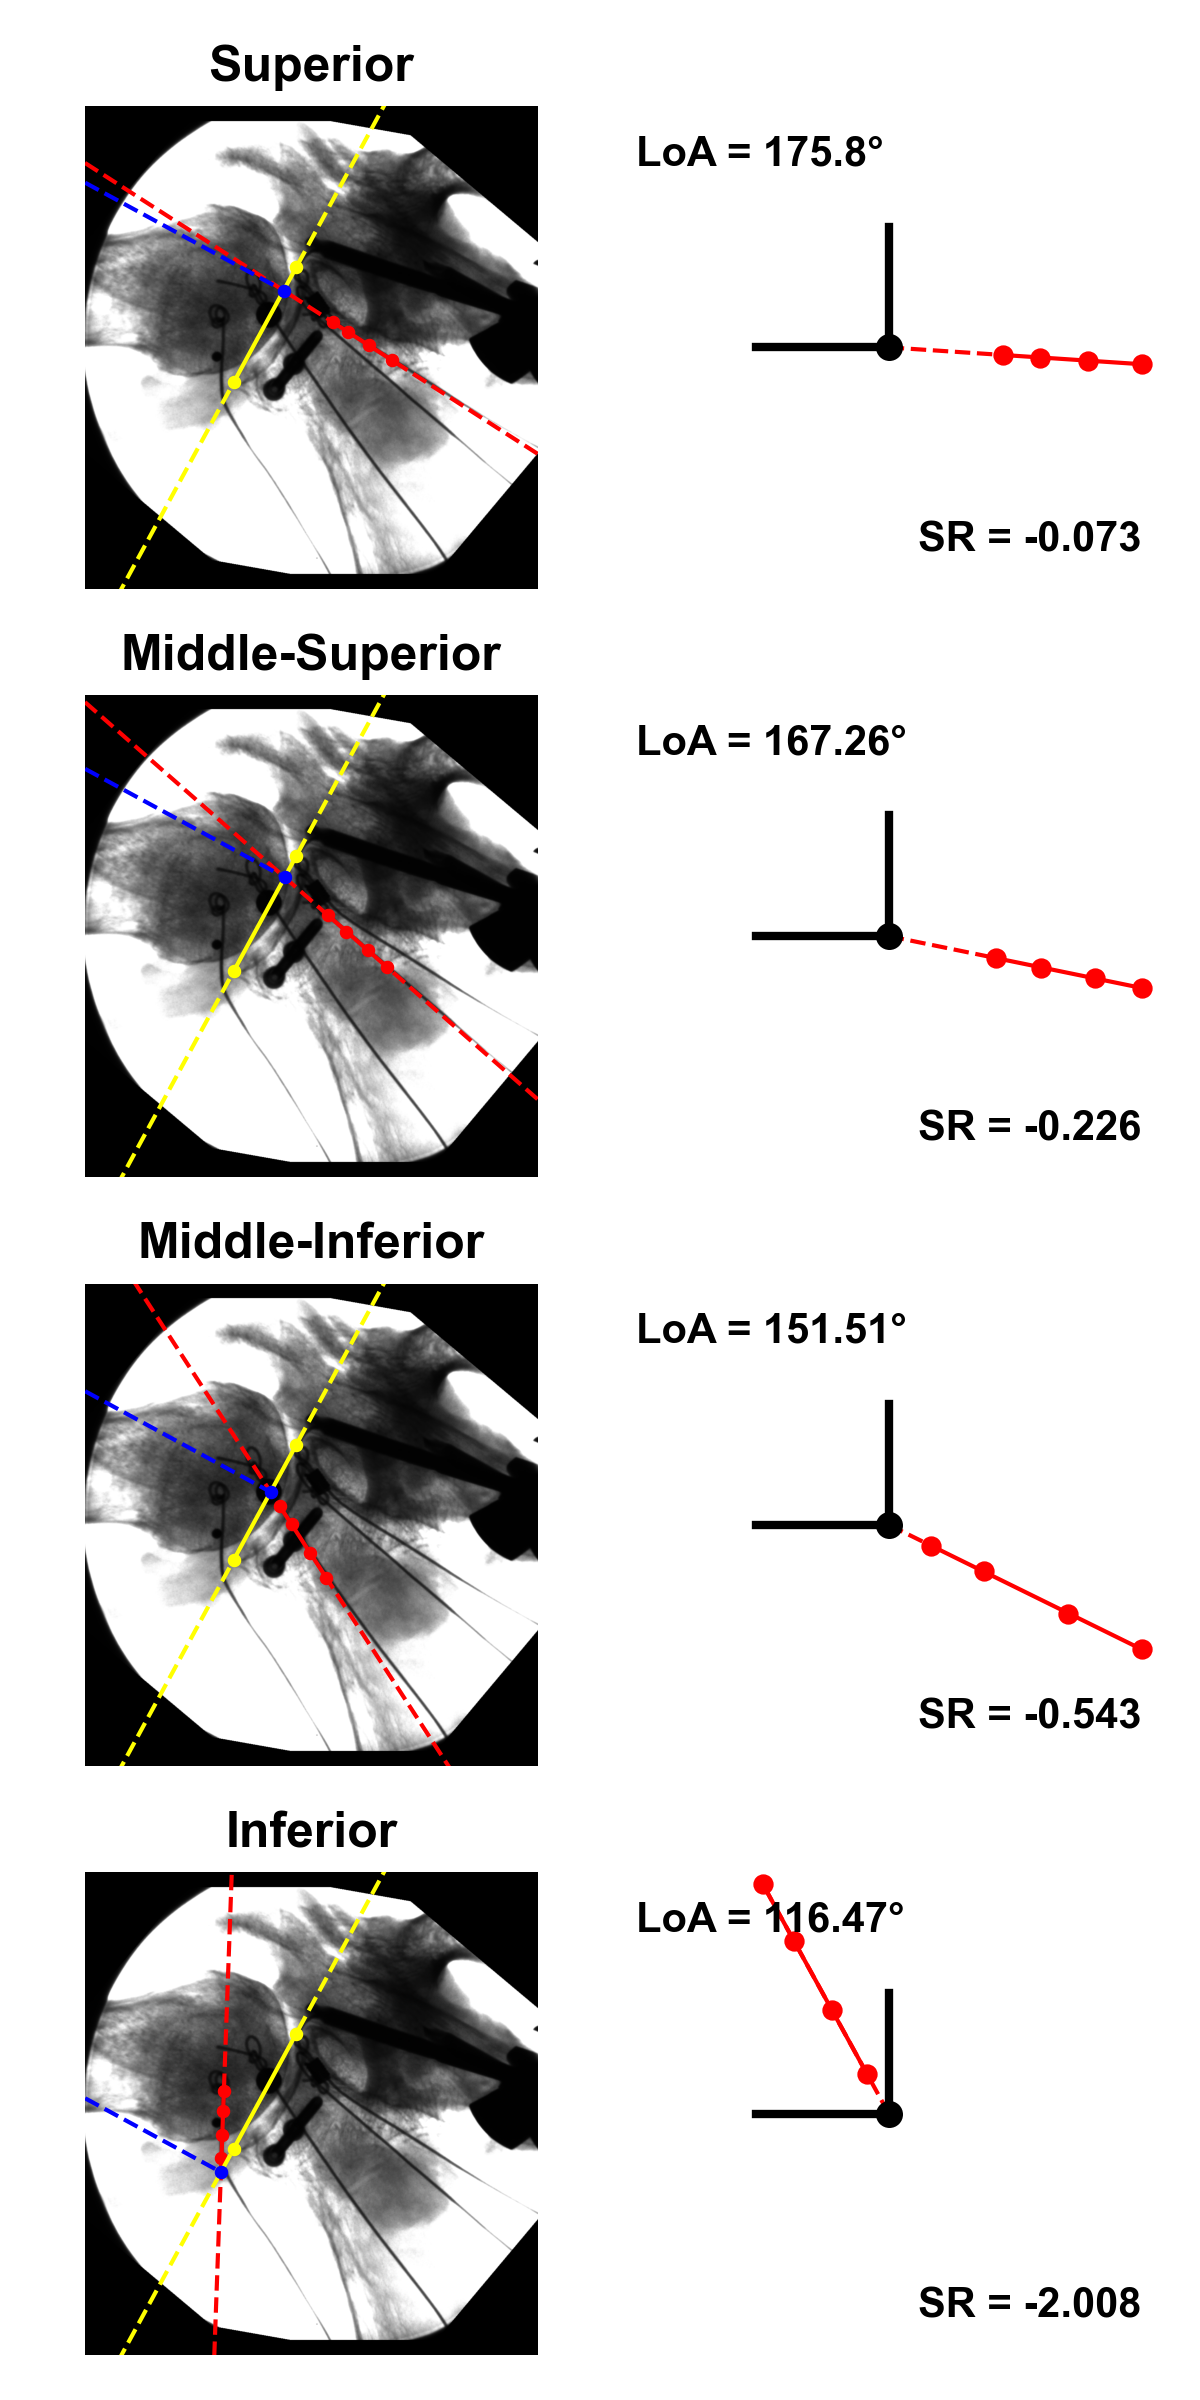 Superior
LoA = 175.8°
SR = -0.073
Middle-Superior
LoA = 167.26°
SR = -0.226
Middle-Inferior
LoA = 151.51°
SR = -0.543
Inferior
LoA = 116.47°
SR = -2.008